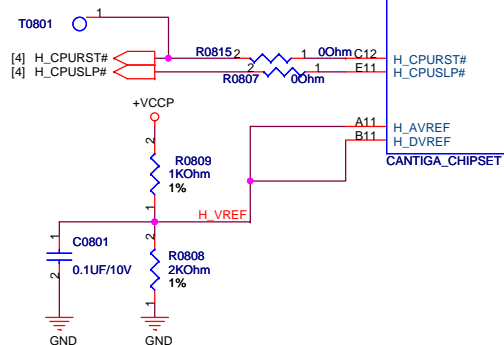 T0801 1
[4] H_CPURST# R0815 2 1 0Ohm C12 H_CPURST#
[4] H_CPUSLP# R0807 2 1 0Ohm E11 H_CPUSLP#
+VCCP
A11 H_AVREF
B11 H_DVREF
CANTIGA_CHIPSET
2
R0809
1KOhm
1%
1
H_VREF
1
C0801
0.1UF/10V
2
2
R0808
2KOhm
1%
1
GND GND